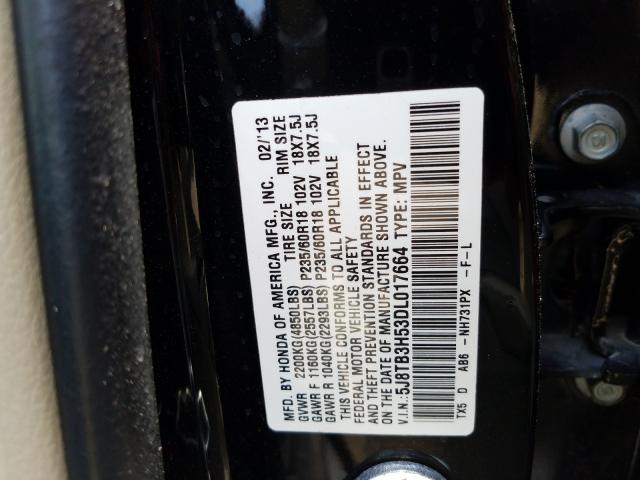 MFD. BY HONDA OF AMERICA MFG., INC. 02/'13
TIRE SIZE RIM SIZE
GVWR 2200KG(4850LBS)
GAWR F 1160KG(2557LBS) P235/60R18 102V 18X7.5J
GAWR R 1040KG(2293LBS) P235/60R18 102V 18X7.5J
THIS VEHICLE CONFORMS TO ALL APPLICABLE
FEDERAL MOTOR VEHICLE SAFETY
AND THEFT PREVENTION STANDARDS IN EFFECT
ON THE DATE OF MANUFACTURE SHOWN ABOVE.
V.I.N.:5J8TB3H53DL017664 TYPE: MPV
TX5 D AB6 -NH731PX -F-L